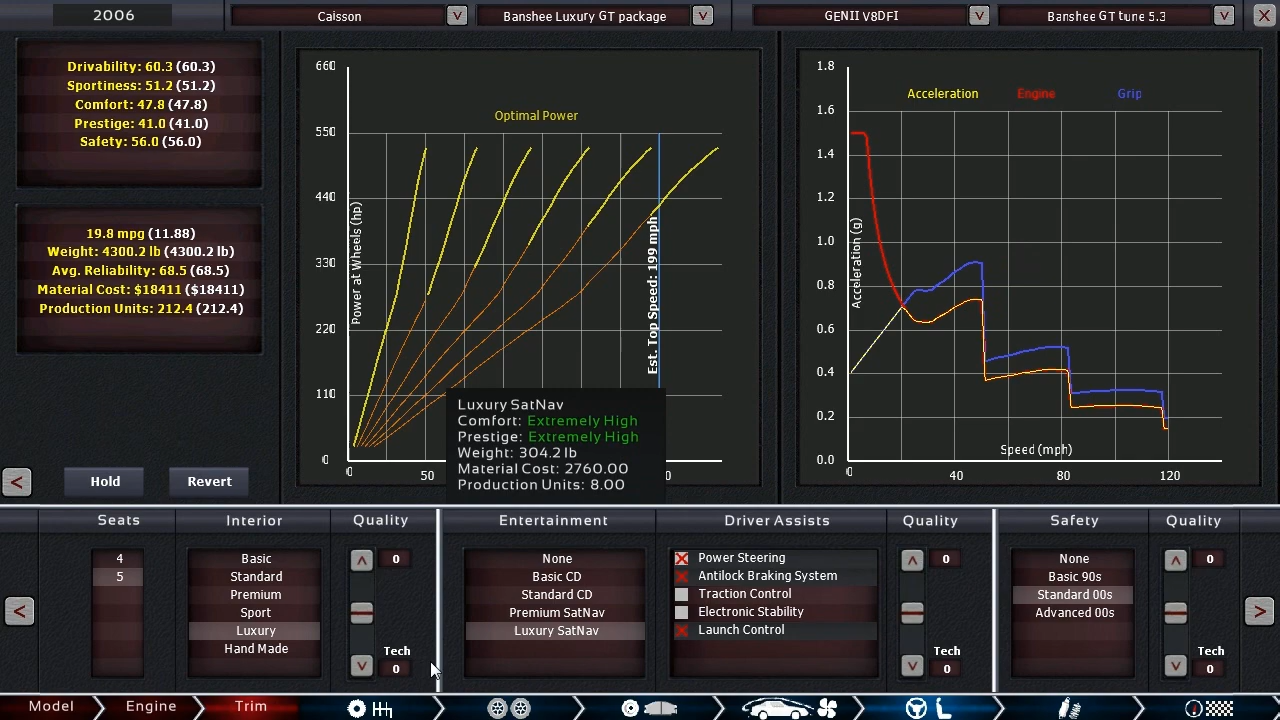 2006
Caisson
Banshee Luxury GT package
GENII V8DFI
Banshee GT tune 5.3
Drivability: 60.3 (60.3)
Sportiness: 51.2 (51.2)
Comfort: 47.8 (47.8)
Prestige: 41.0 (41.0)
Safety: 56.0 (56.0)
19.8 mpg (11.88)
Weight: 4300.2 lb (4300.2 lb)
Avg. Reliability: 68.5 (68.5)
Material Cost: $18411 ($18411)
Production Units: 212.4 (212.4)
Hold
Revert
660
550
440
330
220
110
0
Power at Wheels (hp)
Optimal Power
Est. Top Speed: 199 mph
0
50
0
Luxury SatNav
Comfort: Extremely High
Prestige: Extremely High
Weight: 304.2 lb
Material Cost: 2760.00
Production Units: 8.00
1.8
1.6
1.4
1.2
1.0
0.8
0.6
0.4
0.2
0.0
Acceleration (g)
Acceleration
Engine
Grip
Speed (mph)
0
40
80
120
Seats
4
5
Interior
Basic
Standard
Premium
Sport
Luxury
Hand Made
Quality
0
Tech
0
Entertainment
None
Basic CD
Standard CD
Premium SatNav
Luxury SatNav
Driver Assists
Power Steering
Antilock Braking System
Traction Control
Electronic Stability
Launch Control
Quality
0
Tech
0
Safety
None
Basic 90s
Standard 00s
Advanced 00s
Quality
0
Tech
0
Model
Engine
Trim